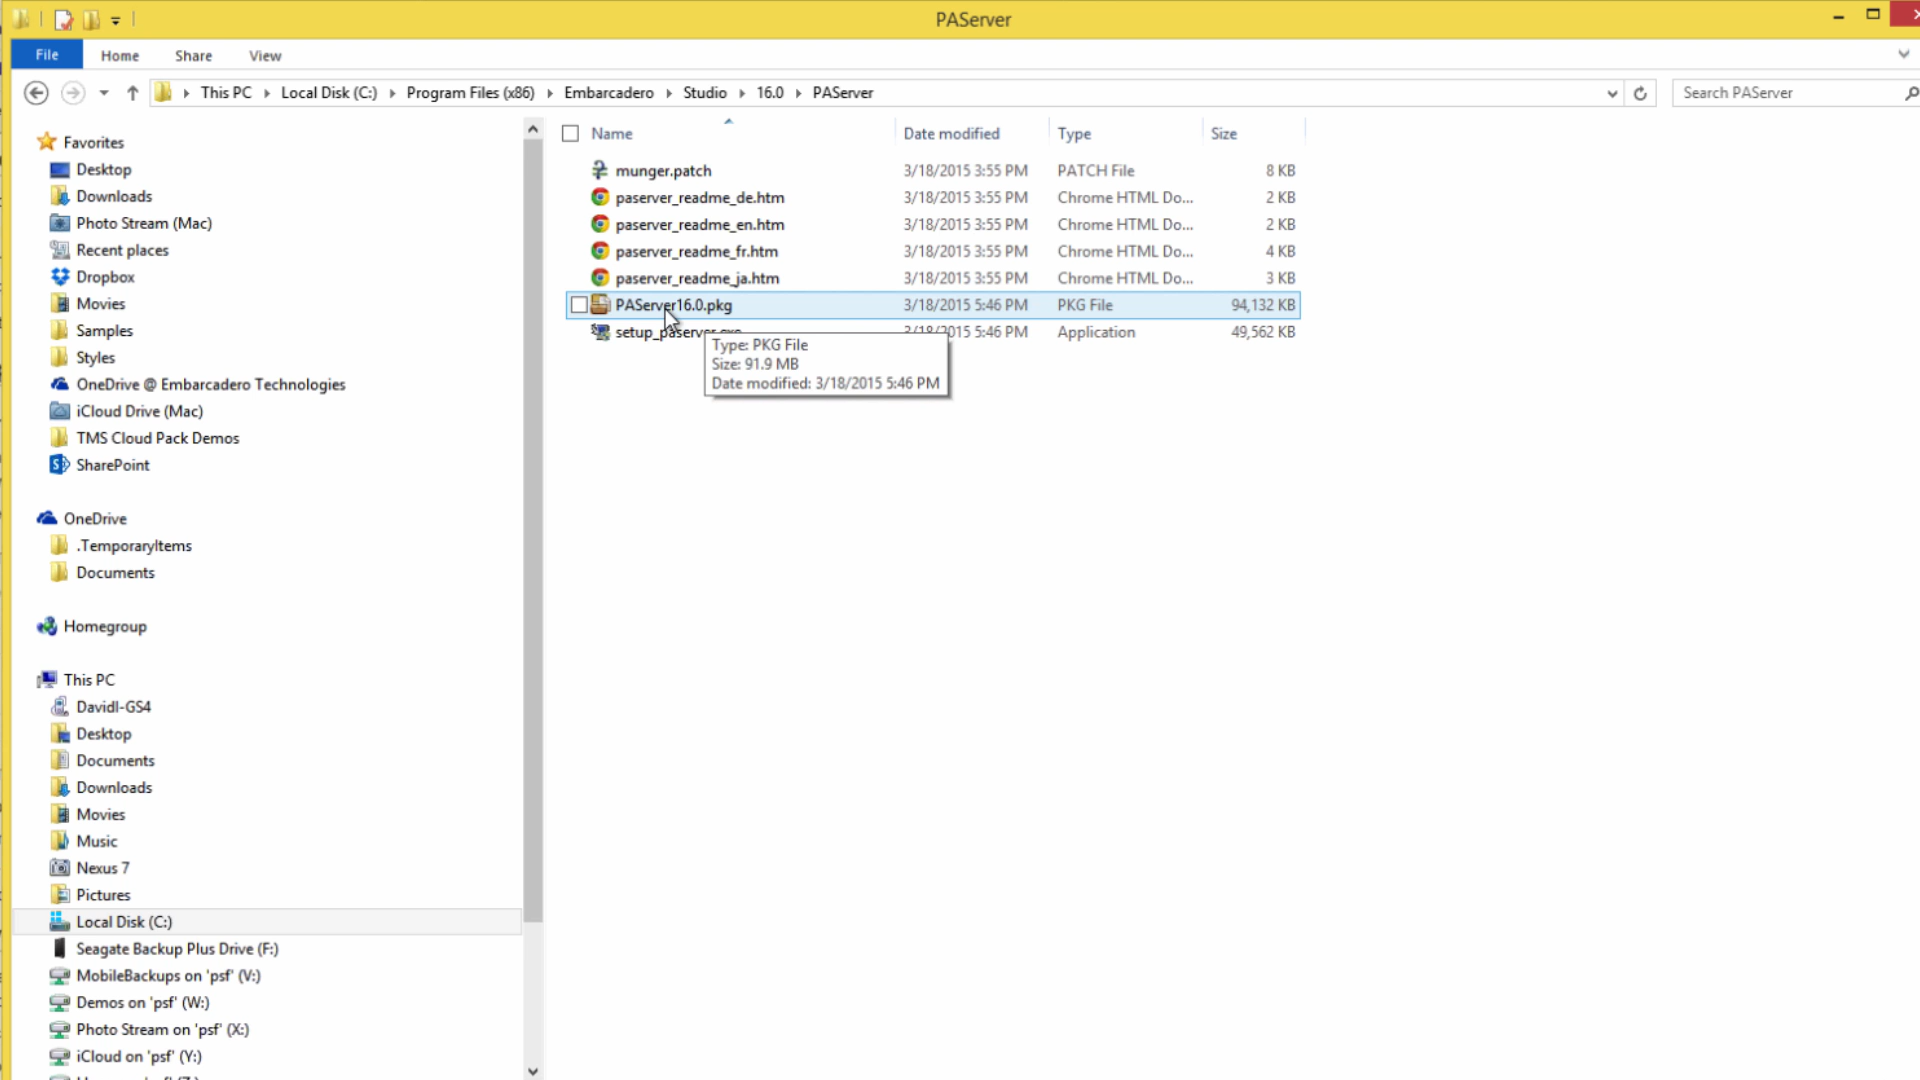 PAServer
File Home Share View
This PC Local Disk (C:) Program Files (x86) Embarcadero Studio 16.0 PAServer
Search PAServer
Favorites
Desktop
Downloads
Photo Stream (Mac)
Recent places
Dropbox
Movies
Samples
Styles
OneDrive @ Embarcadero Technologies
iCloud Drive (Mac)
TMS Cloud Pack Demos
SharePoint
OneDrive
.TemporaryItems
Documents
Homegroup
This PC
DavidI-GS4
Desktop
Documents
Downloads
Movies
Music
Nexus 7
Pictures
Local Disk (C:)
Seagate Backup Plus Drive (F:)
MobileBackups on 'psf' (V:)
Demos on 'psf' (W:)
Photo Stream on 'psf' (X:)
iCloud on 'psf' (Y:)
Name Date modified Type Size
munger.patch 3/18/2015 3:55 PM PATCH File 8 KB
paserver_readme_de.htm 3/18/2015 3:55 PM Chrome HTML Do... 2 KB
paserver_readme_en.htm 3/18/2015 3:55 PM Chrome HTML Do... 2 KB
paserver_readme_fr.htm 3/18/2015 3:55 PM Chrome HTML Do... 4 KB
paserver_readme_ja.htm 3/18/2015 3:55 PM Chrome HTML Do... 3 KB
PAServer16.0.pkg 3/18/2015 5:46 PM PKG File 94,132 KB
setup_paserver.exe 3/18/2015 5:46 PM Application 49,562 KB
Type: PKG File
Size: 91.9 MB
Date modified: 3/18/2015 5:46 PM